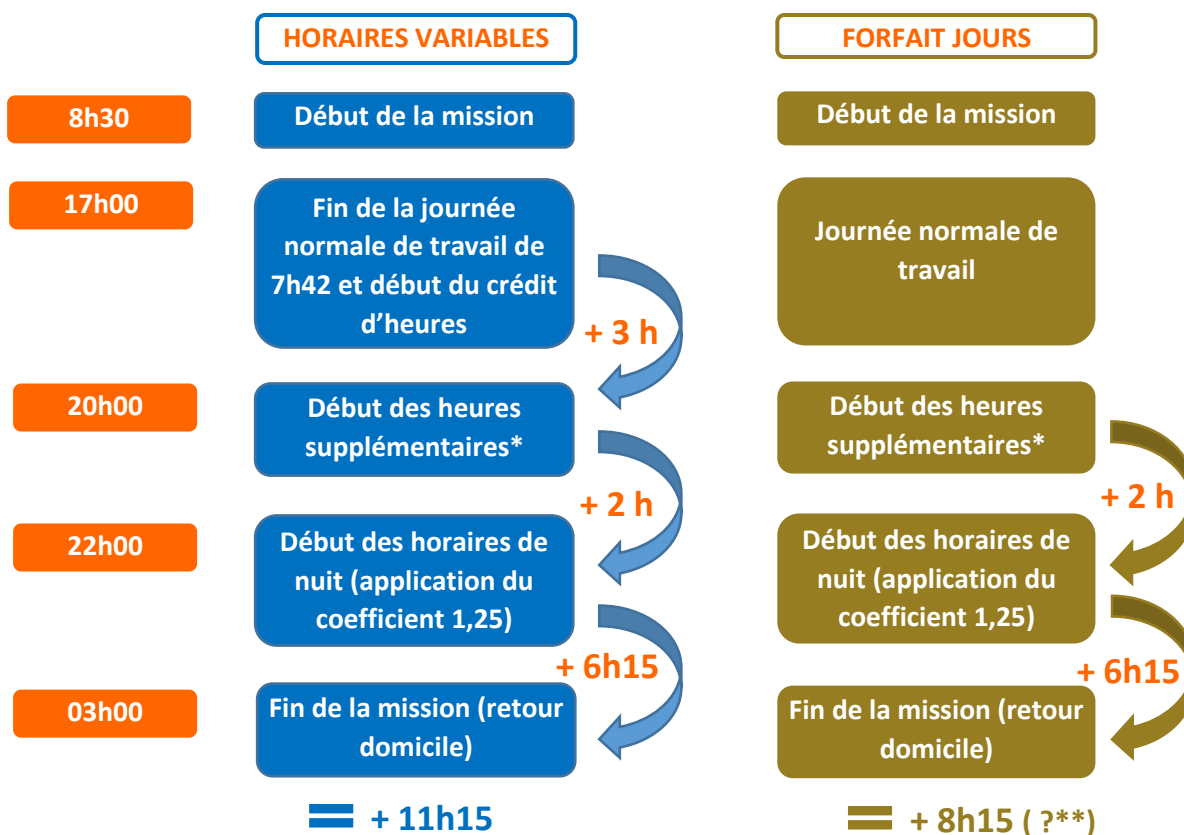 HORAIRES VARIABLES
FORFAIT JOURS
8h30
Début de la mission
Début de la mission
17h00
Fin de la journée
normale de travail de
7h42 et début du crédit
d’heures
Journée normale de
travail
+ 3 h
20h00
Début des heures
supplémentaires*
Début des heures
supplémentaires*
+ 2 h
+ 2 h
22h00
Début des horaires de
nuit (application du
coefficient 1,25)
Début des horaires de
nuit (application du
coefficient 1,25)
+ 6h15
+ 6h15
03h00
Fin de la mission (retour
domicile)
Fin de la mission (retour
domicile)
= + 11h15
= + 8h15 ( ?**)